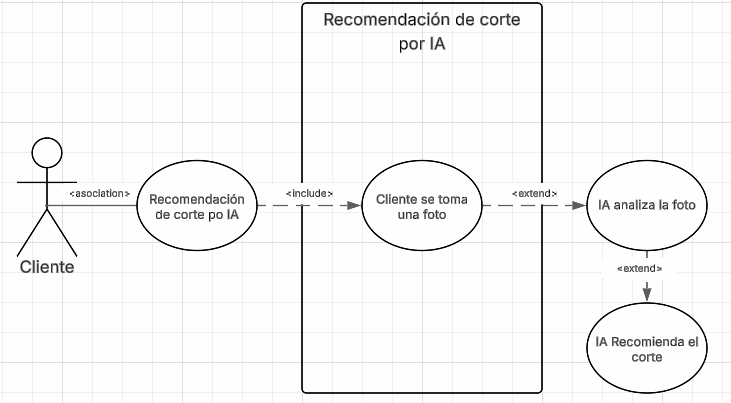 Recomendación de corte
por IA
<asociation>
Recomendación
de corte po IA
<include>
Cliente se toma
una foto
<extend>
IA analiza la foto
Cliente
<extend>
IA Recomienda el
corte